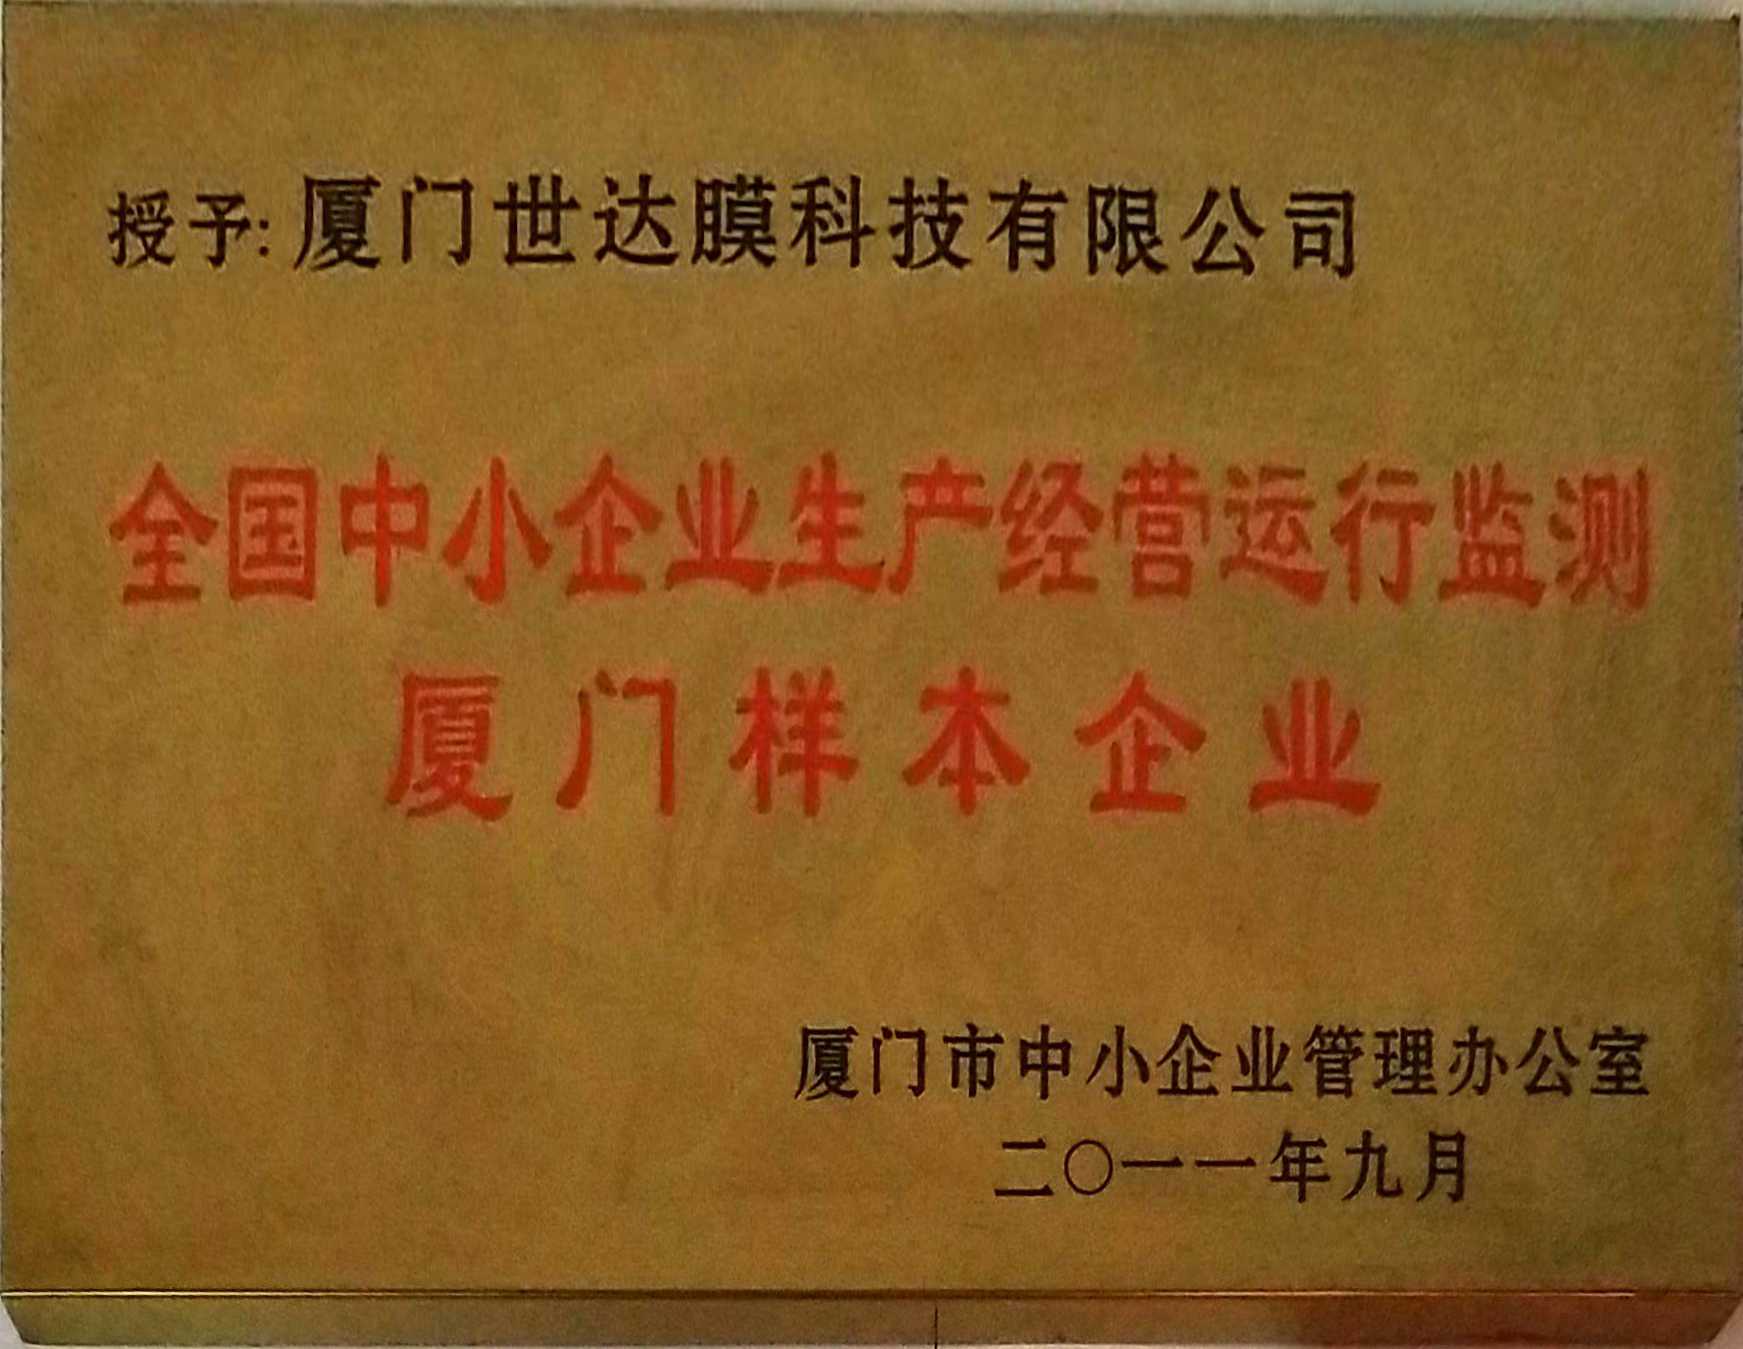 授予:厦门世达膜科技有限公司
全国中小企业生产经营运行监测
厦门样本企业
厦门市中小企业管理办公室
二〇一一年九月